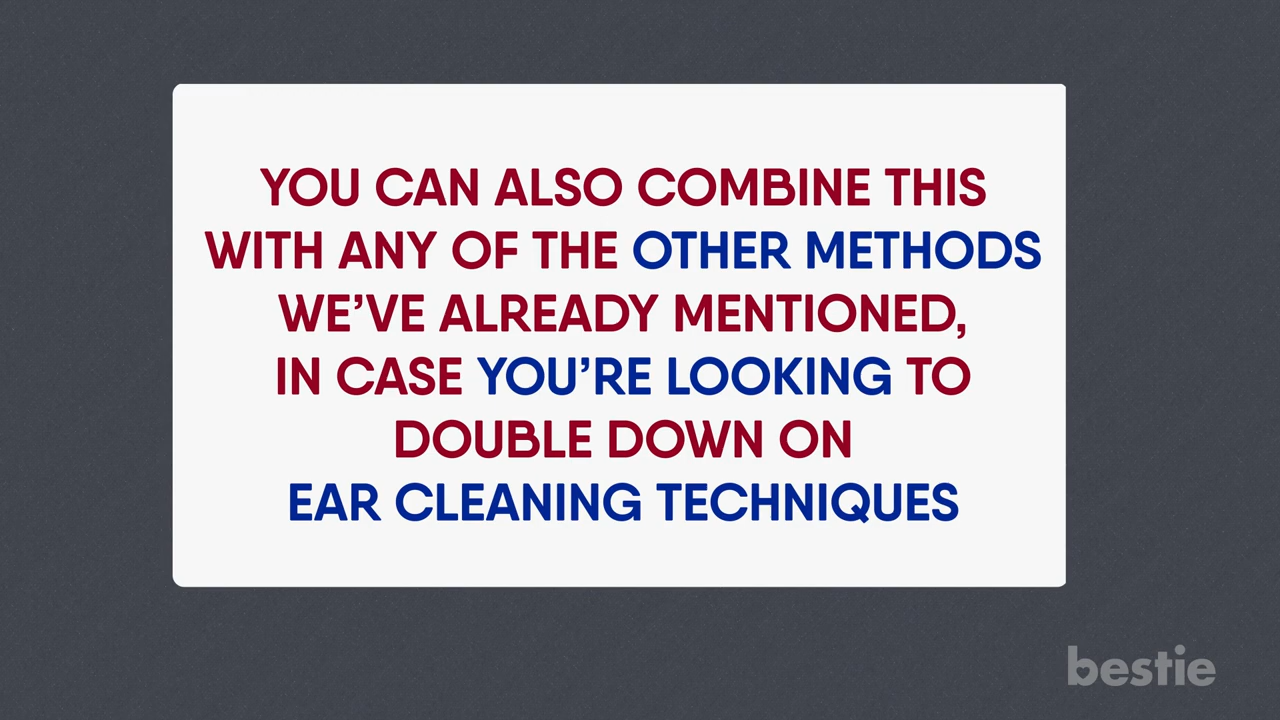 YOU CAN ALSO COMBINE THIS
WITH ANY OF THE OTHER METHODS
WE’VE ALREADY MENTIONED,
IN CASE YOU’RE LOOKING TO
DOUBLE DOWN ON
EAR CLEANING TECHNIQUES
bestie